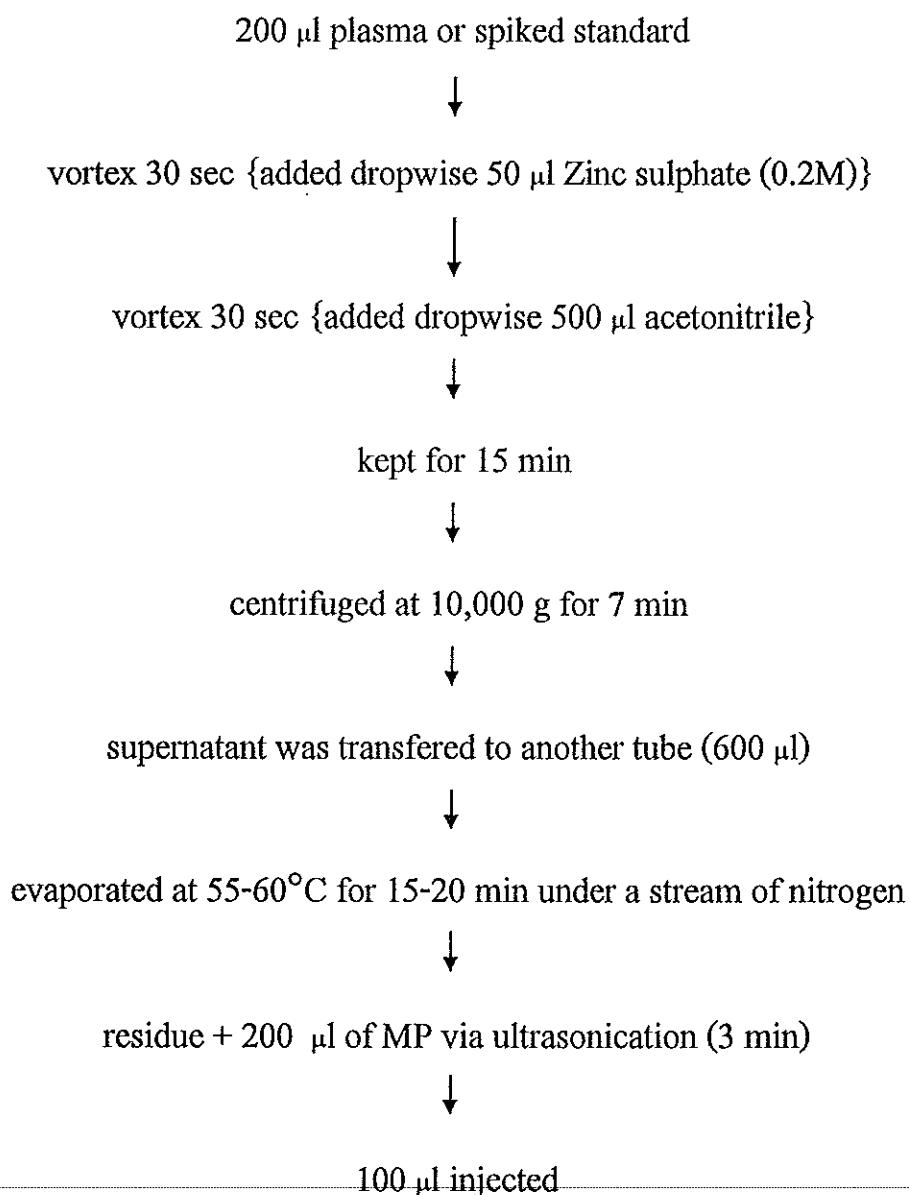 200 µl plasma or spiked standard
vortex 30 sec {added dropwise 50 µl Zinc sulphate (0.2M)}
vortex 30 sec {added dropwise 500 µl acetonitrile}
kept for 15 min
centrifuged at 10,000 g for 7 min
supernatant was transfered to another tube (600 µl)
evaporated at 55-60°C for 15-20 min under a stream of nitrogen
residue + 200 µl of MP via ultrasonication (3 min)
100 µl injected